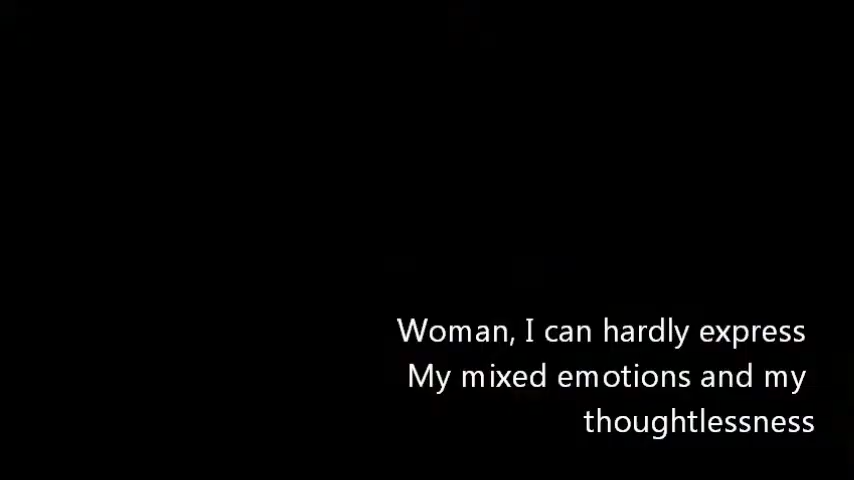 Woman, I can hardly express
My mixed emotions and my
thoughtlessness